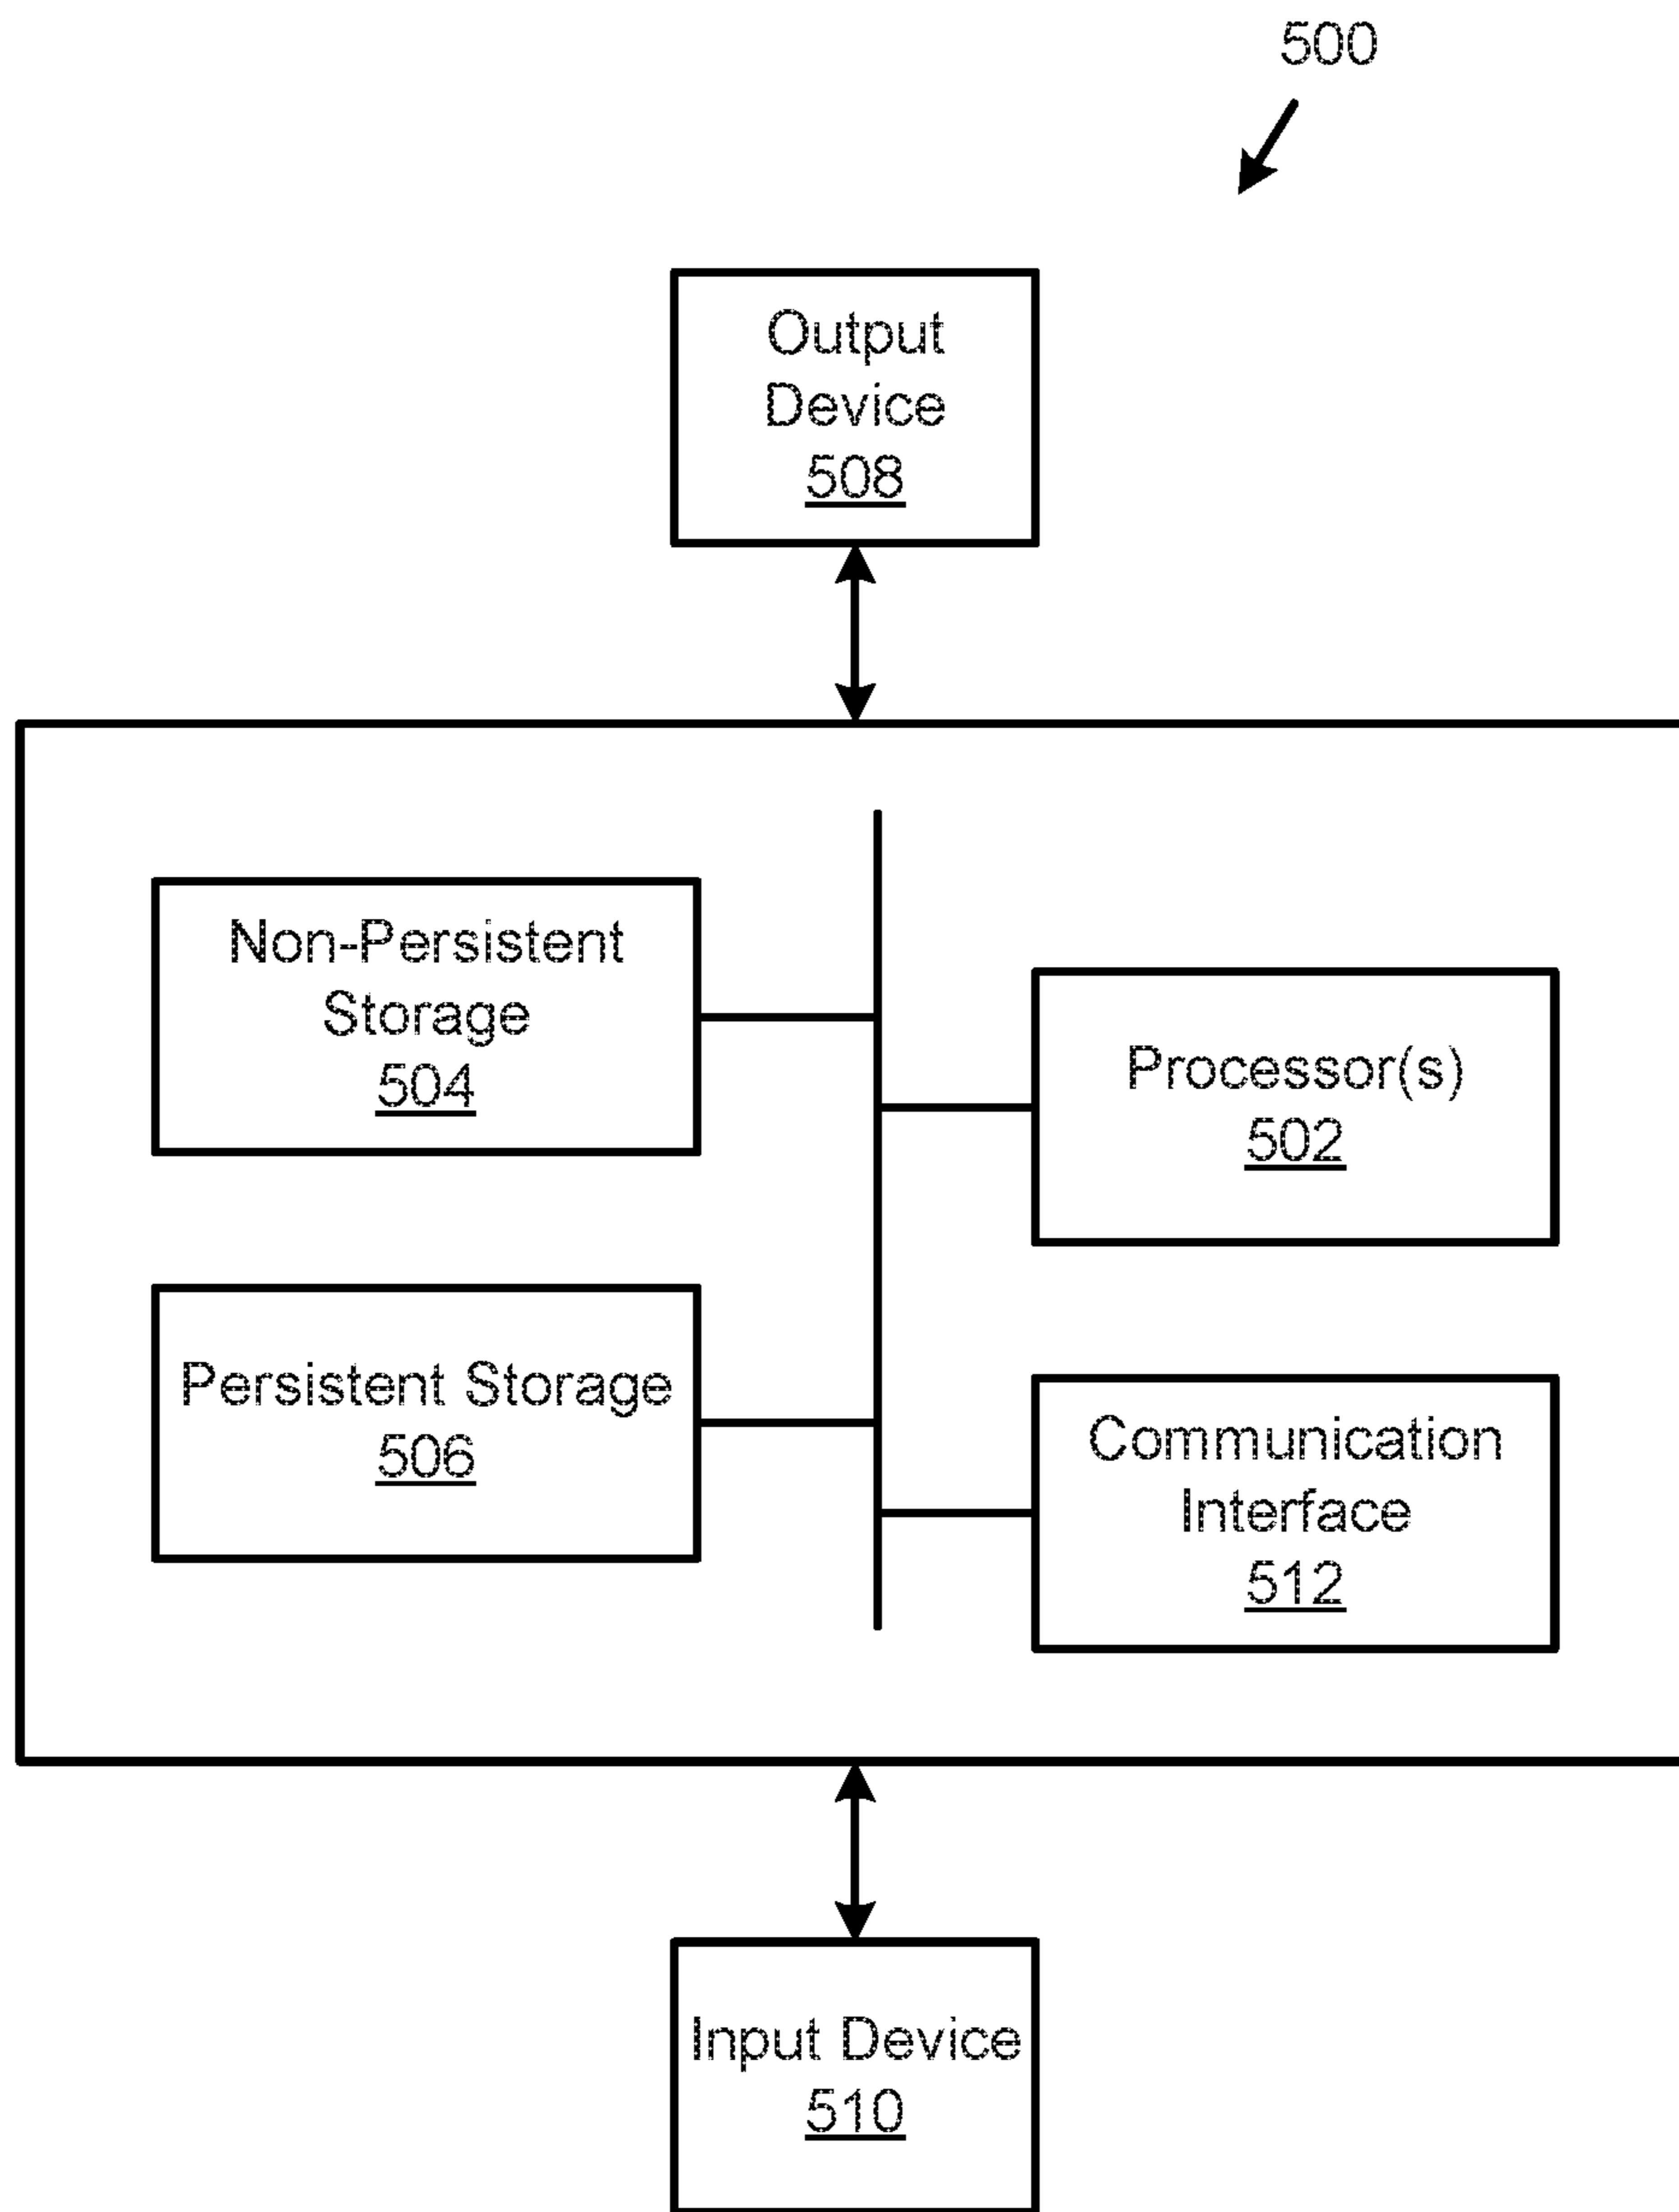 500
Output
Device
508
Non-Persistent
Storage
504
Processor(s)
502
Persistent Storage
506
Communication
Interface
512
Input Device
510